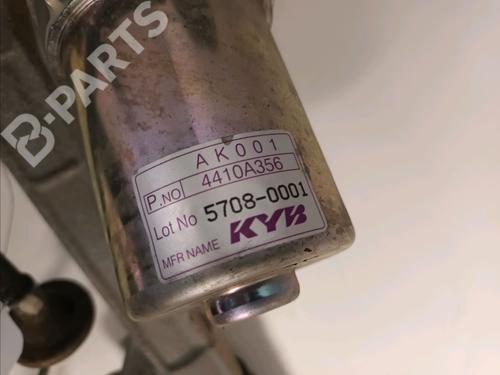 B-PARTS
AK001
P.NO 4410A356
Lot No 5708-0001
MFR NAME KYB